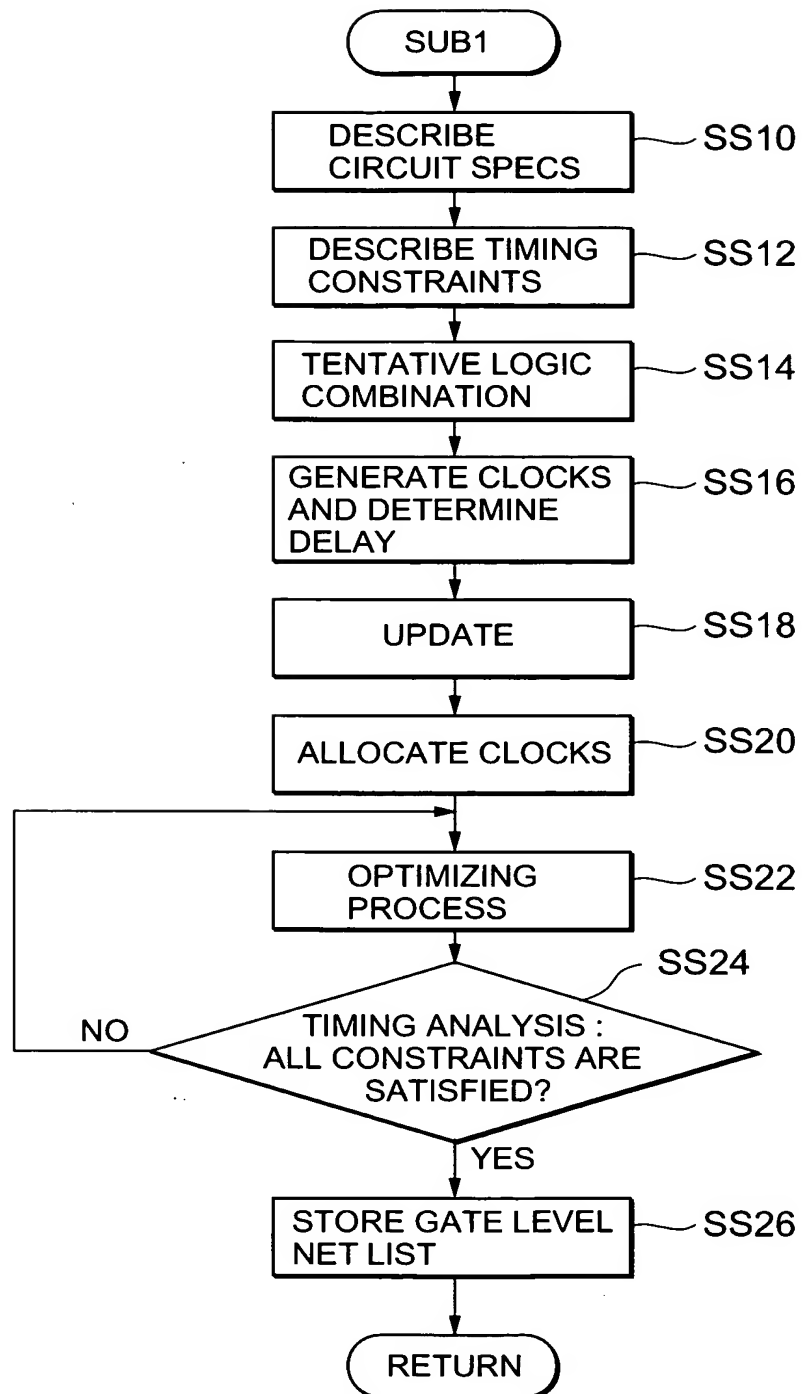 SUB1
DESCRIBE
CIRCUIT SPECS
SS10
DESCRIBE TIMING
CONSTRAINTS
SS12
TENTATIVE LOGIC
COMBINATION
SS14
GENERATE CLOCKS
AND DETERMINE
DELAY
SS16
UPDATE
SS18
ALLOCATE CLOCKS
SS20
OPTIMIZING
PROCESS
SS22
SS24
NO
TIMING ANALYSIS :
ALL CONSTRAINTS ARE
SATISFIED?
YES
STORE GATE LEVEL
NET LIST
SS26
RETURN